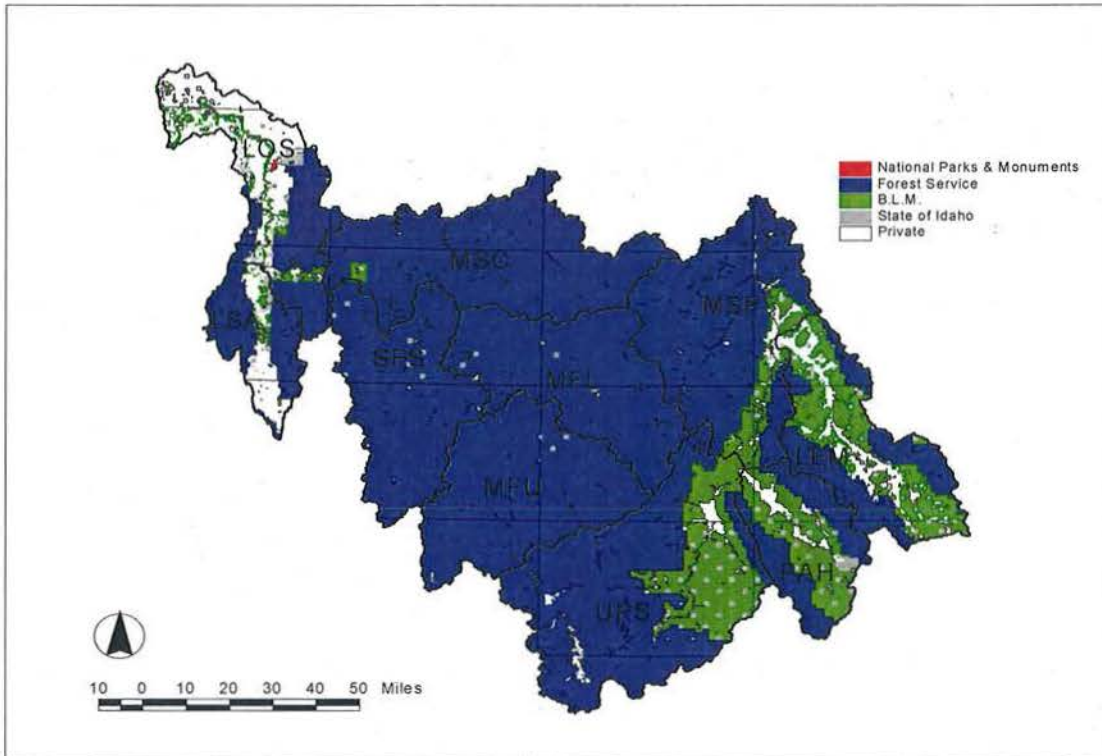 LOS
National Parks & Monuments
Forest Service
B.L.M.
State of Idaho
Private
MSC
LSA
MSP
SFS
MFL
LEM
MFU
PAH
UPS
10 0 10 20 30 40 50 Miles